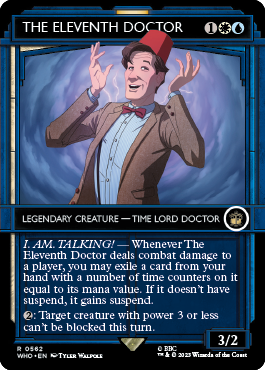 THE ELEVENTH DOCTOR 1
LEGENDARY CREATURE — TIME LORD DOCTOR
I. AM. TALKING! — Whenever The
Eleventh Doctor deals combat damage to
a player, you may exile a card from your
hand with a number of time counters on it
equal to its mana value. If it doesn't have
suspend, it gains suspend.
2: Target creature with power 3 or less
can't be blocked this turn.
3/2
R 0562
WHO • EN TYLER WALPOLE
© BBC
™ & © 2023 Wizards of the Coast